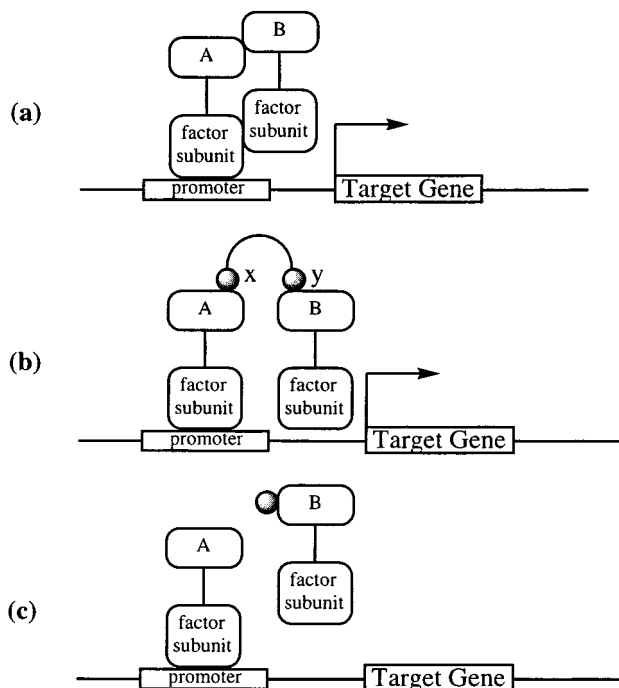 B
A
(a)
factor
subunit
factor
subunit
promoter
Target Gene
x
y
A
B
(b)
factor
subunit
factor
subunit
promoter
Target Gene
B
A
(c)
factor
subunit
factor
subunit
promoter
Target Gene